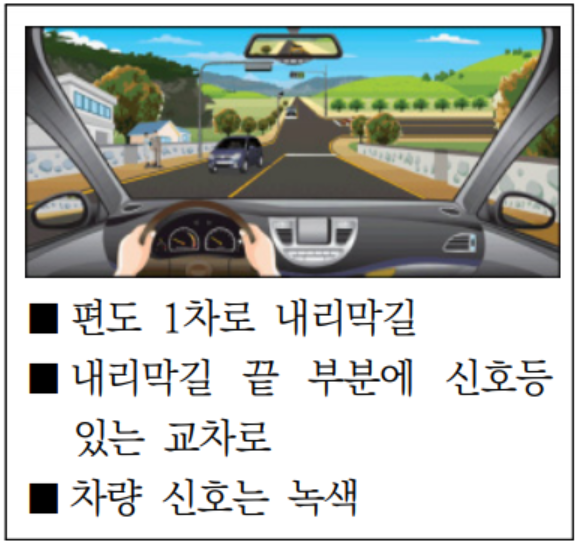 ■ 편도 1차로 내리막길
■ 내리막길 끝 부분에 신호등
있는 교차로
■ 차량 신호는 녹색